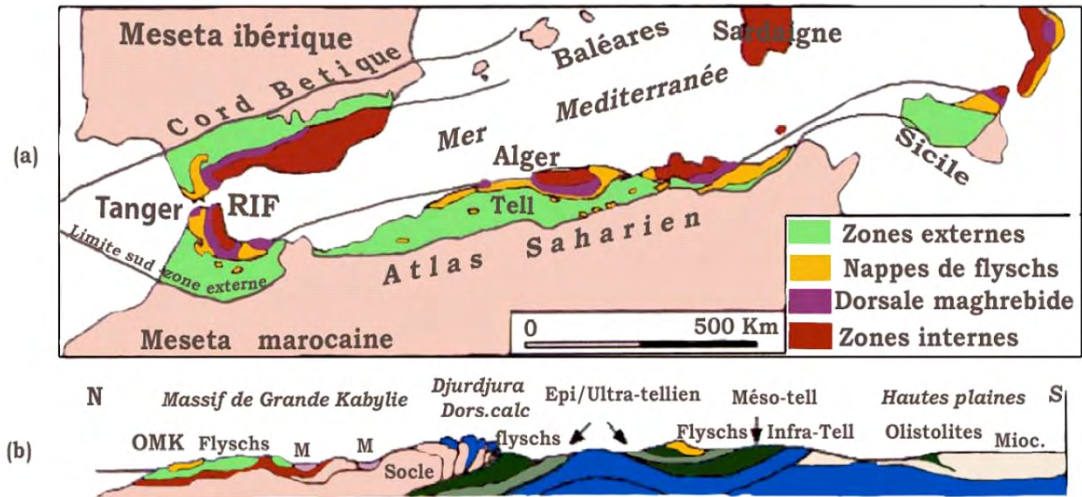 (a)
Meseta ibérique
Cord Betique
Baléares
Sardaigne
Mer Mediterranée
Alger
Tanger
RIF
Tell
Sicile
Limite sud zone externe
Atlas Saharien
Meseta marocaine
0 500 Km
Zones externes
Nappes de flyschs
Dorsale maghrebide
Zones internes
(b)
N
S
Massif de Grande Kabylie
Djurdjura
Dors.calc
Epi/Ultra-tellien
Méso-tell
Hautes plaines
OMK
Flyschs
M
M
Socle
flyschs
Flyschs
Infra-Tell
Olistolites
Mioc.